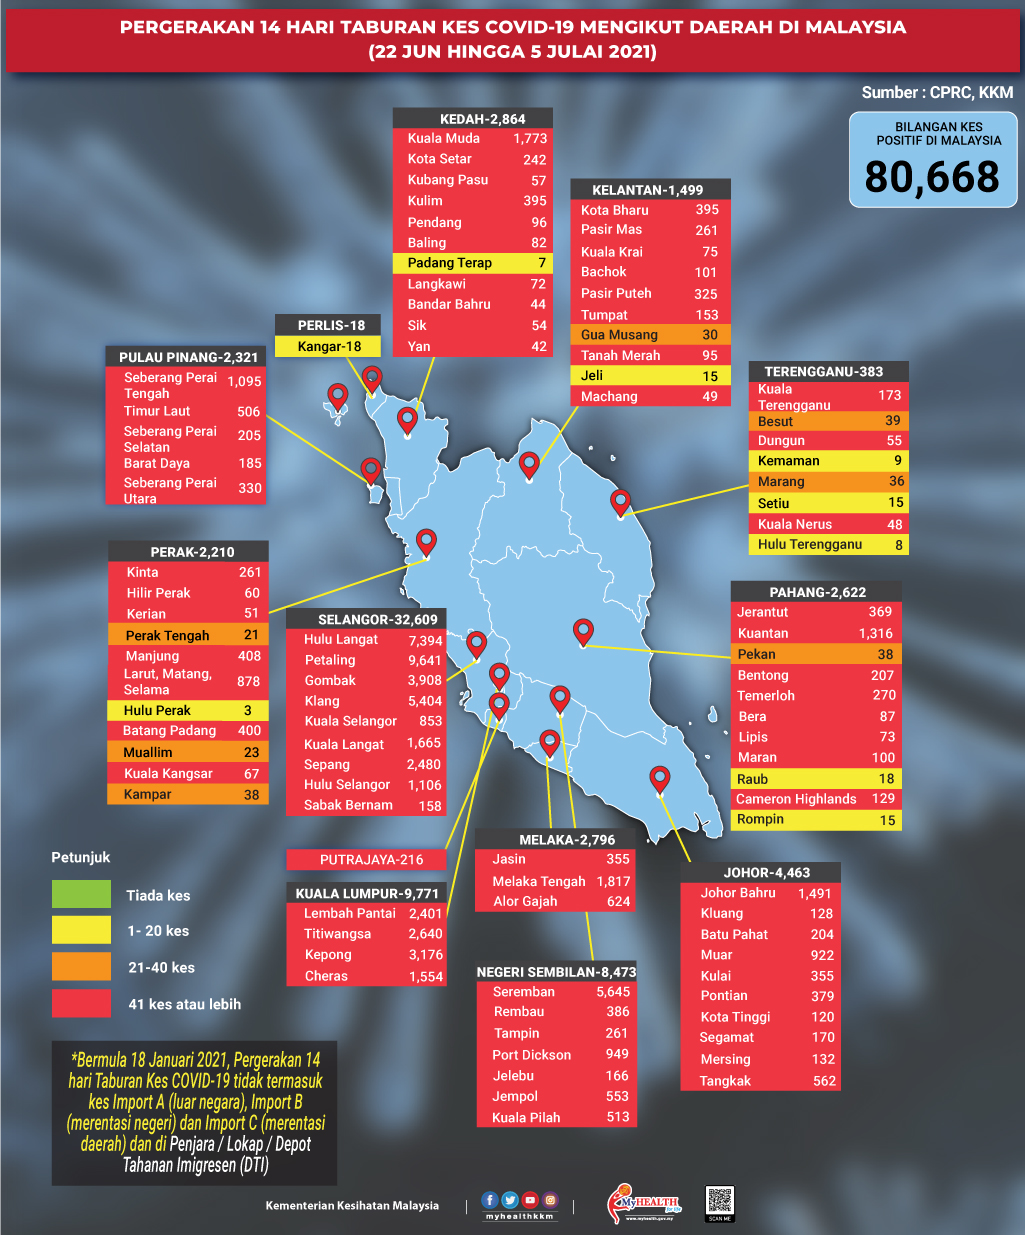 PERGERAKAN 14 HARI TABURAN KES COVID-19 MENGIKUT DAERAH DI MALAYSIA
(22 JUN HINGGA 5 JULAI 2021)
Sumber : CPRC, KKM
BILANGAN KES
POSITIF DI MALAYSIA
80,668
KEDAH-2,864
Kuala Muda 1,773
Kota Setar 242
Kubang Pasu 57
Kulim 395
Pendang 96
Baling 82
Padang Terap 7
Langkawi 72
Bandar Bahru 44
Sik 54
Yan 42
KELANTAN-1,499
Kota Bharu 395
Pasir Mas 261
Kuala Krai 75
Bachok 101
Pasir Puteh 325
Tumpat 153
Gua Musang 30
Tanah Merah 95
Jeli 15
Machang 49
PERLIS-18
Kangar-18
PULAU PINANG-2,321
Seberang Perai
Tengah 1,095
Timur Laut 506
Seberang Perai
Selatan 205
Barat Daya 185
Seberang Perai
Utara 330
TERENGGANU-383
Kuala
Terengganu 173
Besut 39
Dungun 55
Kemaman 9
Marang 36
Setiu 15
Kuala Nerus 48
Hulu Terengganu 8
PERAK-2,210
Kinta 261
Hilir Perak 60
Kerian 51
Perak Tengah 21
Manjung 408
Larut, Matang,
Selama 878
Hulu Perak 3
Batang Padang 400
Muallim 23
Kuala Kangsar 67
Kampar 38
SELANGOR-32,609
Hulu Langat 7,394
Petaling 9,641
Gombak 3,908
Klang 5,404
Kuala Selangor 853
Kuala Langat 1,665
Sepang 2,480
Hulu Selangor 1,106
Sabak Bernam 158
PAHANG-2,622
Jerantut 369
Kuantan 1,316
Pekan 38
Bentong 207
Temerloh 270
Bera 87
Lipis 73
Maran 100
Raub 18
Cameron Highlands 129
Rompin 15
PUTRAJAYA-216
KUALA LUMPUR-9,771
Lembah Pantai 2,401
Titiwangsa 2,640
Kepong 3,176
Cheras 1,554
MELAKA-2,796
Jasin 355
Melaka Tengah 1,817
Alor Gajah 624
NEGERI SEMBILAN-8,473
Seremban 5,645
Rembau 386
Tampin 261
Port Dickson 949
Jelebu 166
Jempol 553
Kuala Pilah 513
JOHOR-4,463
Johor Bahru 1,491
Kluang 128
Batu Pahat 204
Muar 922
Kulai 355
Pontian 379
Kota Tinggi 120
Segamat 170
Mersing 132
Tangkak 562
Petunjuk
Tiada kes
1- 20 kes
21-40 kes
41 kes atau lebih
*Bermula 18 Januari 2021, Pergerakan 14
hari Taburan Kes COVID-19 tidak termasuk
kes Import A (luar negara), Import B
(merentasi negeri) dan Import C (merentasi
daerah) dan di Penjara / Lokap / Depot
Tahanan Imigresen (DTI)
Kementerian Kesihatan Malaysia
myhealthkkm
MyHEALTH
for life
www.myhealth.gov.my
SCAN ME